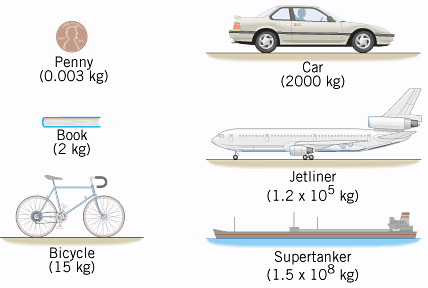 Penny
(0.003 kg)
Book
(2 kg)
Bicycle
(15 kg)
Car
(2000 kg)
Jetliner
(1.2 x 10⁵ kg)
Supertanker
(1.5 x 10⁸ kg)